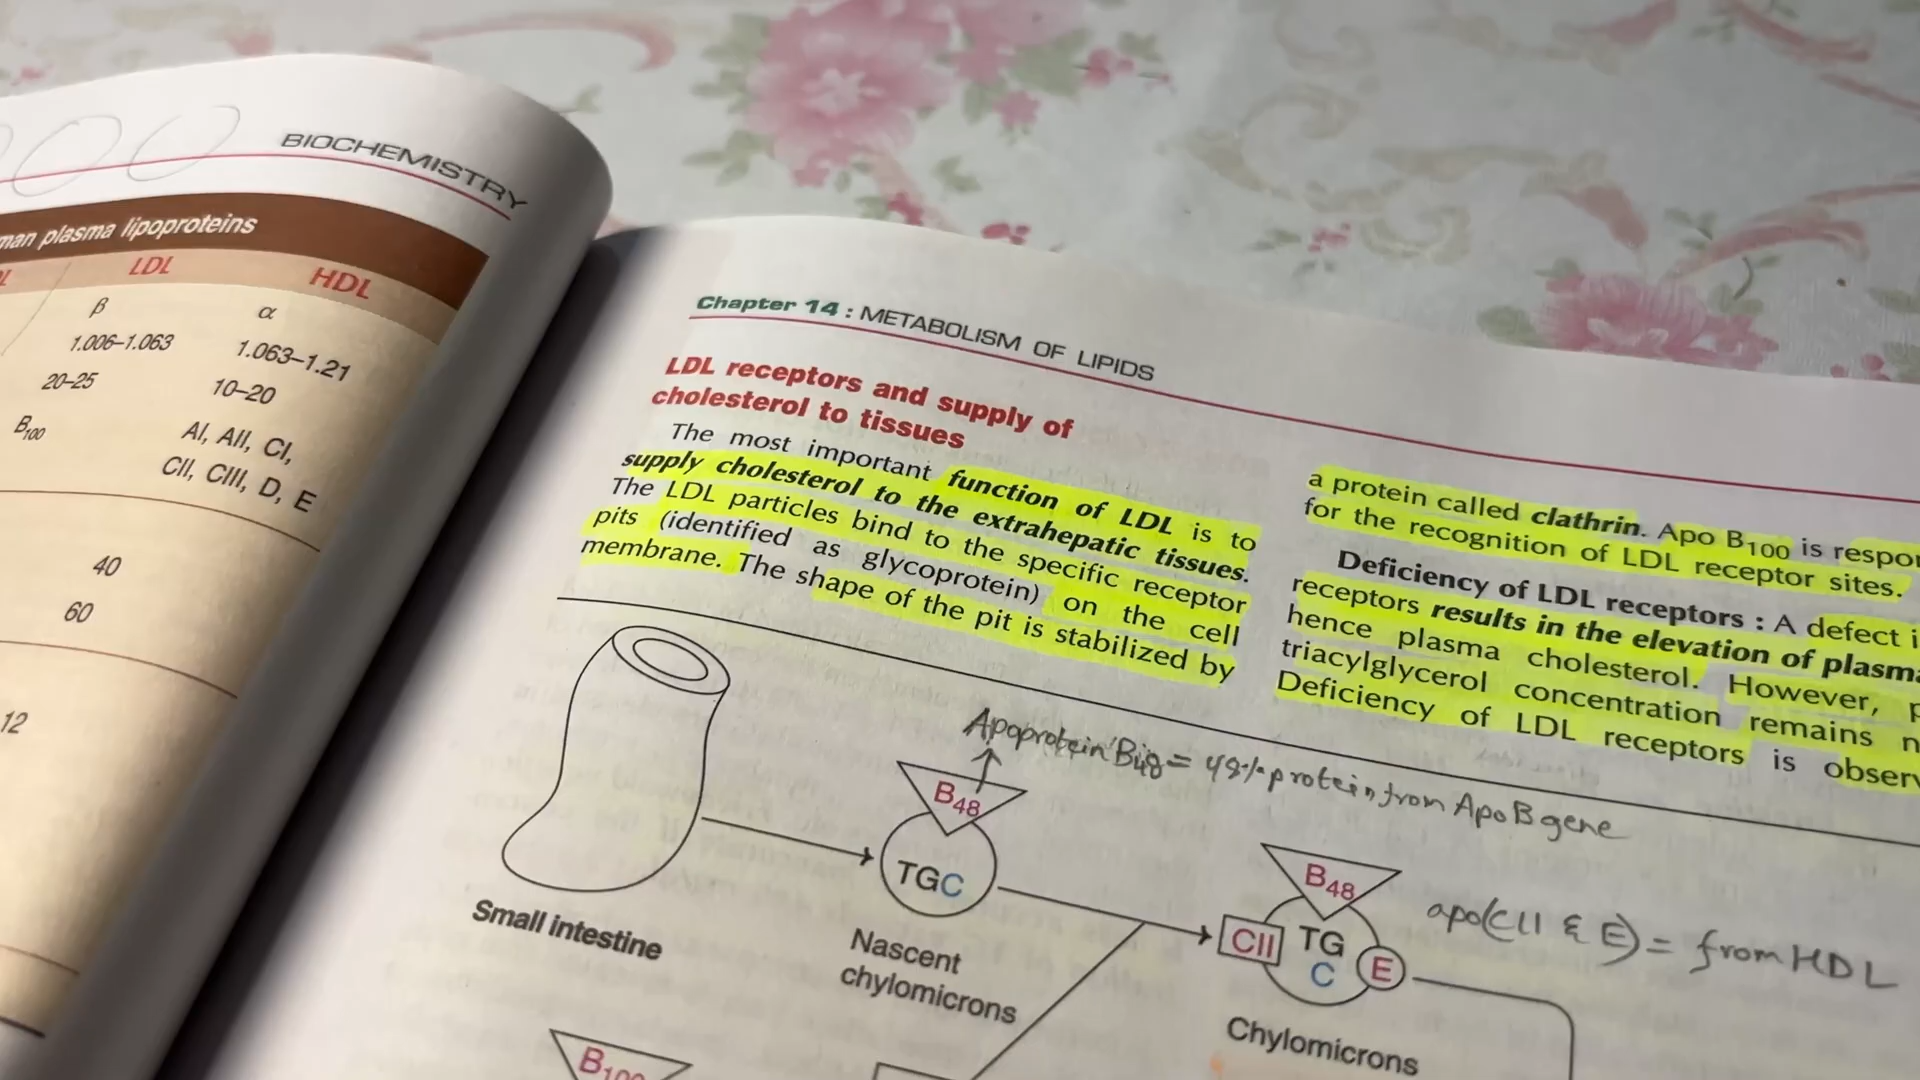 BIOCHEMISTRY
man plasma lipoproteins
LDL HDL
β α
1.006–1.063 1.063–1.21
20–25 10–20
B100 AI, AII, CI,
CII, CIII, D, E
40
60
12
Chapter 14 : METABOLISM OF LIPIDS
LDL receptors and supply of
cholesterol to tissues
The most important function of LDL is to
supply cholesterol to the extrahepatic tissues.
The LDL particles bind to the specific receptor
pits (identified as glycoprotein) on the cell
membrane. The shape of the pit is stabilized by
a protein called clathrin. Apo B100 is respon
for the recognition of LDL receptor sites.
Deficiency of LDL receptors : A defect i
receptors results in the elevation of plasma
hence plasma cholesterol. However, p
triacylglycerol concentration remains n
Deficiency of LDL receptors is observ
Apoprotein B48 = 48% protein from ApoB gene
B48
TGC
Small intestine
Nascent
chylomicrons
B48
CII TG E
C
apo(CII & E) = from HDL
Chylomicrons
B100